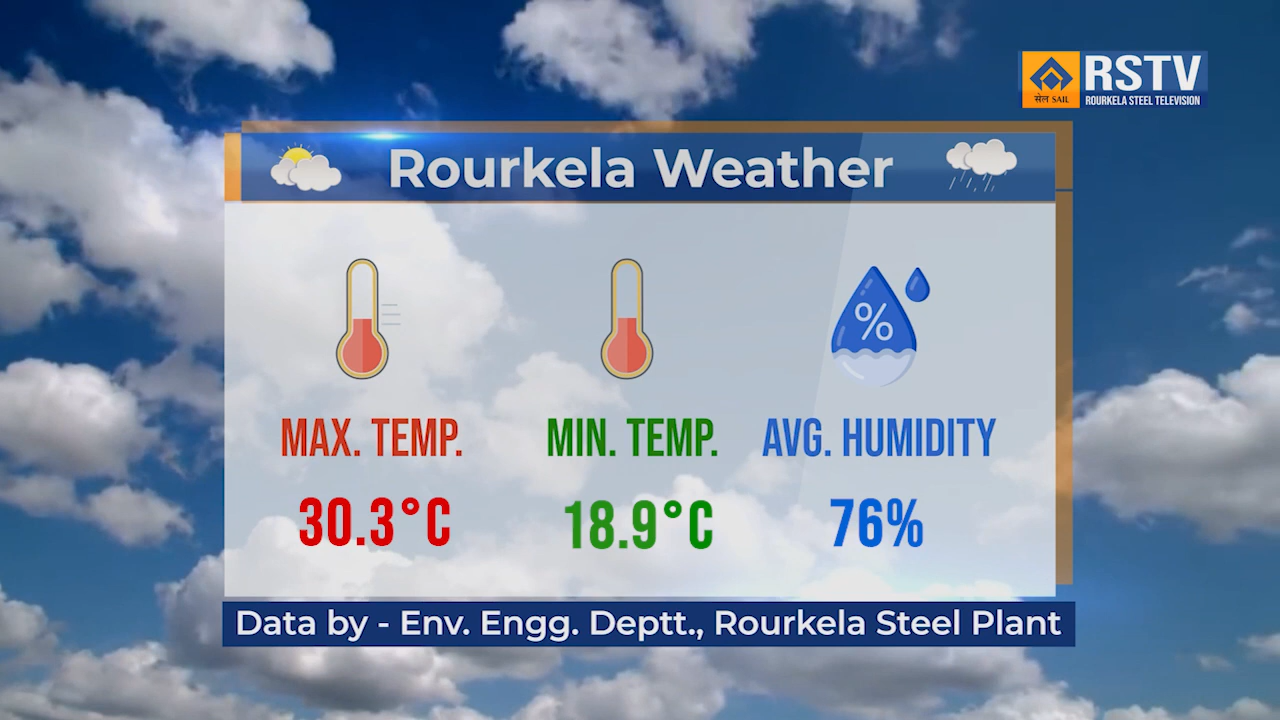 सेल SAIL
RSTV
ROURKELA STEEL TELEVISION
Rourkela Weather
%
MAX. TEMP.
MIN. TEMP.
AVG. HUMIDITY
30.3°C
18.9°C
76%
Data by - Env. Engg. Deptt., Rourkela Steel Plant